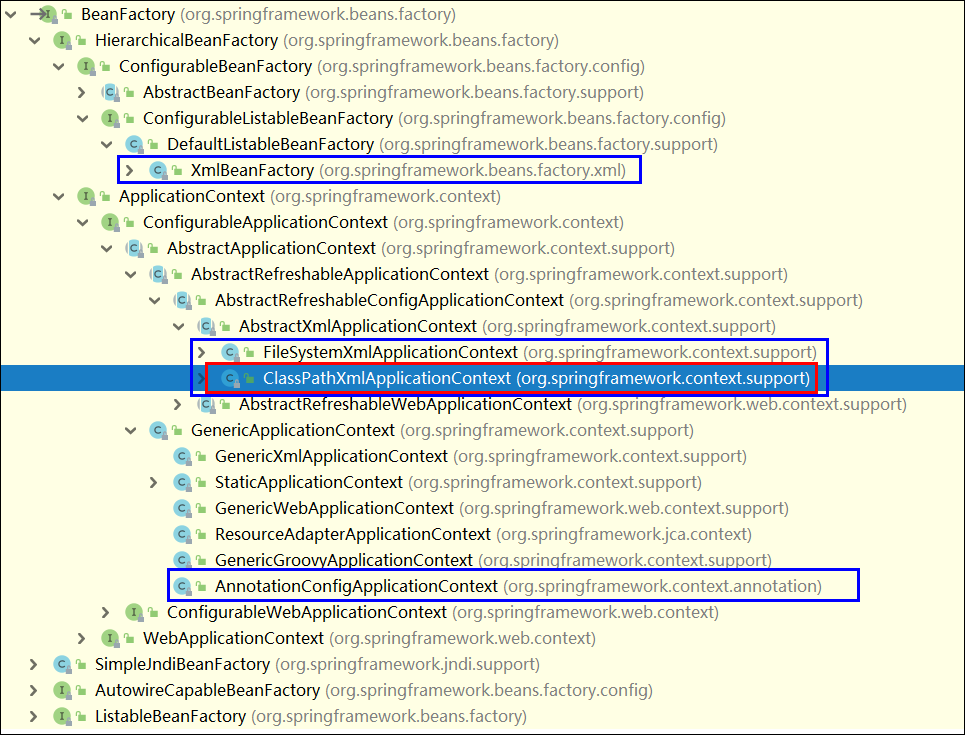 BeanFactory (org.springframework.beans.factory)
HierarchicalBeanFactory (org.springframework.beans.factory)
ConfigurableBeanFactory (org.springframework.beans.factory.config)
AbstractBeanFactory (org.springframework.beans.factory.support)
ConfigurableListableBeanFactory (org.springframework.beans.factory.config)
DefaultListableBeanFactory (org.springframework.beans.factory.support)
XmlBeanFactory (org.springframework.beans.factory.xml)
ApplicationContext (org.springframework.context)
ConfigurableApplicationContext (org.springframework.context)
AbstractApplicationContext (org.springframework.context.support)
AbstractRefreshableApplicationContext (org.springframework.context.support)
AbstractRefreshableConfigApplicationContext (org.springframework.context.support)
AbstractXmlApplicationContext (org.springframework.context.support)
FileSystemXmlApplicationContext (org.springframework.context.support)
ClassPathXmlApplicationContext (org.springframework.context.support)
AbstractRefreshableWebApplicationContext (org.springframework.web.context.support)
GenericApplicationContext (org.springframework.context.support)
GenericXmlApplicationContext (org.springframework.context.support)
StaticApplicationContext (org.springframework.context.support)
GenericWebApplicationContext (org.springframework.web.context.support)
ResourceAdapterApplicationContext (org.springframework.jca.context)
GenericGroovyApplicationContext (org.springframework.context.support)
AnnotationConfigApplicationContext (org.springframework.context.annotation)
ConfigurableWebApplicationContext (org.springframework.web.context)
WebApplicationContext (org.springframework.web.context)
SimpleJndiBeanFactory (org.springframework.jndi.support)
AutowireCapableBeanFactory (org.springframework.beans.factory.config)
ListableBeanFactory (org.springframework.beans.factory)